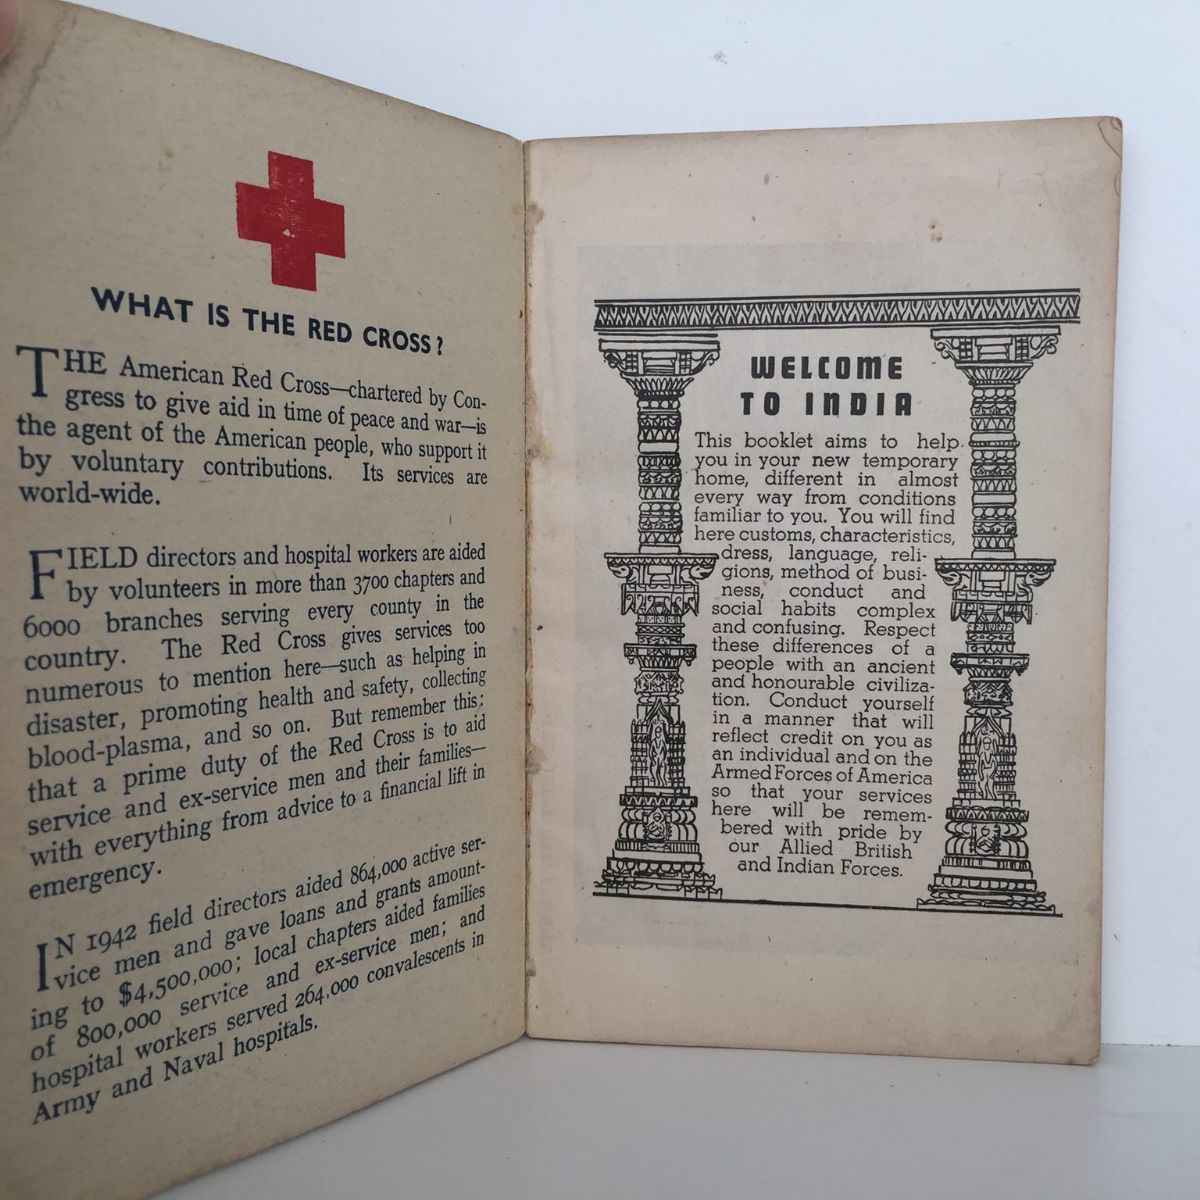 WHAT IS THE RED CROSS?
THE American Red Cross—chartered by Con-
gress to give aid in time of peace and war—is
the agent of the American people, who support it
by voluntary contributions. Its services are
world-wide.
FIELD directors and hospital workers are aided
by volunteers in more than 3700 chapters and
6000 branches serving every county in the
country. The Red Cross gives services too
numerous to mention here—such as helping in
disaster, promoting health and safety, collecting
blood-plasma, and so on. But remember this:
that a prime duty of the Red Cross is to aid
service and ex-service men and their families—
with everything from advice to a financial lift in
emergency.
IN 1942 field directors aided 864,000 active ser-
vice men and gave loans and grants amount-
ing to $4,500,000; local chapters aided families
of 800,000 service and ex-service men; and
hospital workers served 264,000 convalescents in
Army and Naval hospitals.
WELCOME
TO INDIA
This booklet aims to help
you in your new temporary
home, different in almost
every way from conditions
familiar to you. You will find
here customs, characteristics,
dress, language, reli-
gions, method of busi-
ness, conduct and
social habits complex
and confusing. Respect
these differences of a
people with an ancient
and honourable civiliza-
tion. Conduct yourself
in a manner that will
reflect credit on you as
an individual and on the
Armed Forces of America
so that your services
here will be remem-
bered with pride by
our Allied British
and Indian Forces.